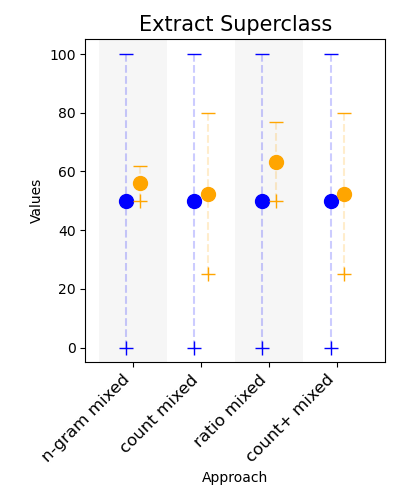 Extract Superclass
100
80
60
40
20
0
Values
n-gram mixed
count mixed
ratio mixed
count+ mixed
Approach